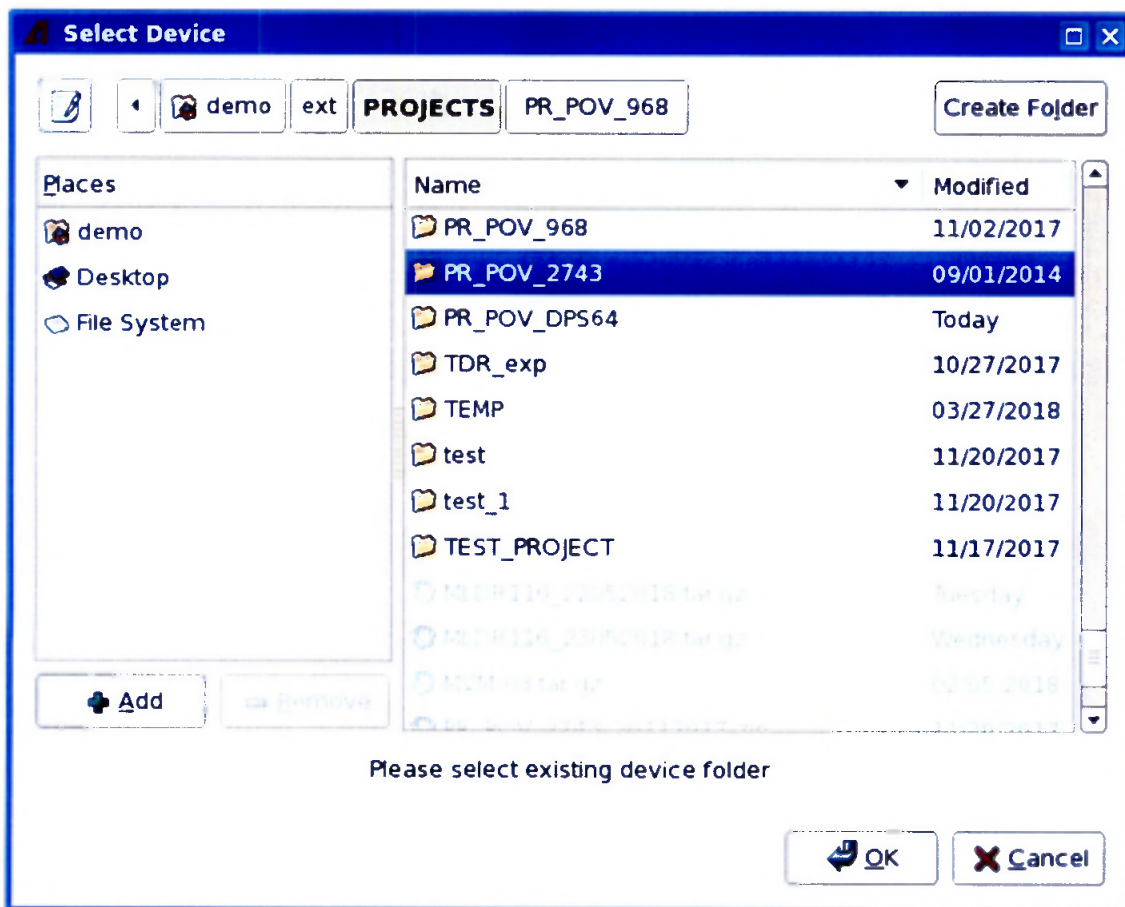 Select Device
demo ext PROJECTS PR_POV_968 Create Folder
Places
demo
Desktop
File System
Name Modified
PR_POV_968 11/02/2017
PR_POV_2743 09/01/2014
PR_POV_DPS64 Today
TDR_exp 10/27/2017
TEMP 03/27/2018
test 11/20/2017
test_1 11/20/2017
TEST_PROJECT 11/17/2017
Tuesday
Wednesday
Add Remove
Please select existing device folder
OK Cancel